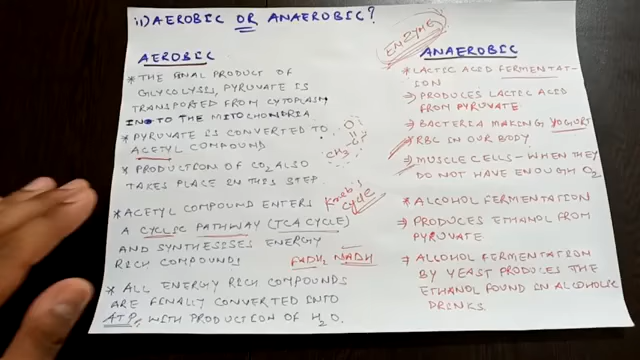 ii) AEROBIC OR ANAEROBIC?
AEROBIC
* THE FINAL PRODUCT OF
GLYCOLYSIS, PYRUVATE IS
TRANSPORTED FROM CYTOPLASM
INTO TO THE MITOCHONDRIA
* PYRUVATE IS CONVERTED TO
ACETYL COMPOUND
* PRODUCTION OF CO2 ALSO
TAKES PLACE IN THIS STEP.
* ACETYL COMPOUND ENTERS
A CYCLIC PATHWAY (TCA CYCLE)
AND SYNTHESISES ENERGY
RICH COMPOUNDS
* ALL ENERGY RICH COMPOUNDS
ARE FINALLY CONVERTED INTO
ATP, WITH PRODUCTION OF H2O.
O
CH3 C
Kreb's
cycle
FADH2 NADH
ENZYME
ANAEROBIC
* LACTIC ACID FERMENTAT-
ION
→ PRODUCES LACTIC ACID
FROM PYRUVATE
→ BACTERIA MAKING YOGURT
→ RBC IN OUR BODY
→ MUSCLE CELLS - WHEN THEY
DO NOT HAVE ENOUGH O2
* ALCOHOL FERMENTATION
→ PRODUCES ETHANOL FROM
PYRUVATE
→ ALCOHOL FERMENTATION
BY YEAST PRODUCES THE
ETHANOL FOUND IN ALCOHOLIC
DRINKS.